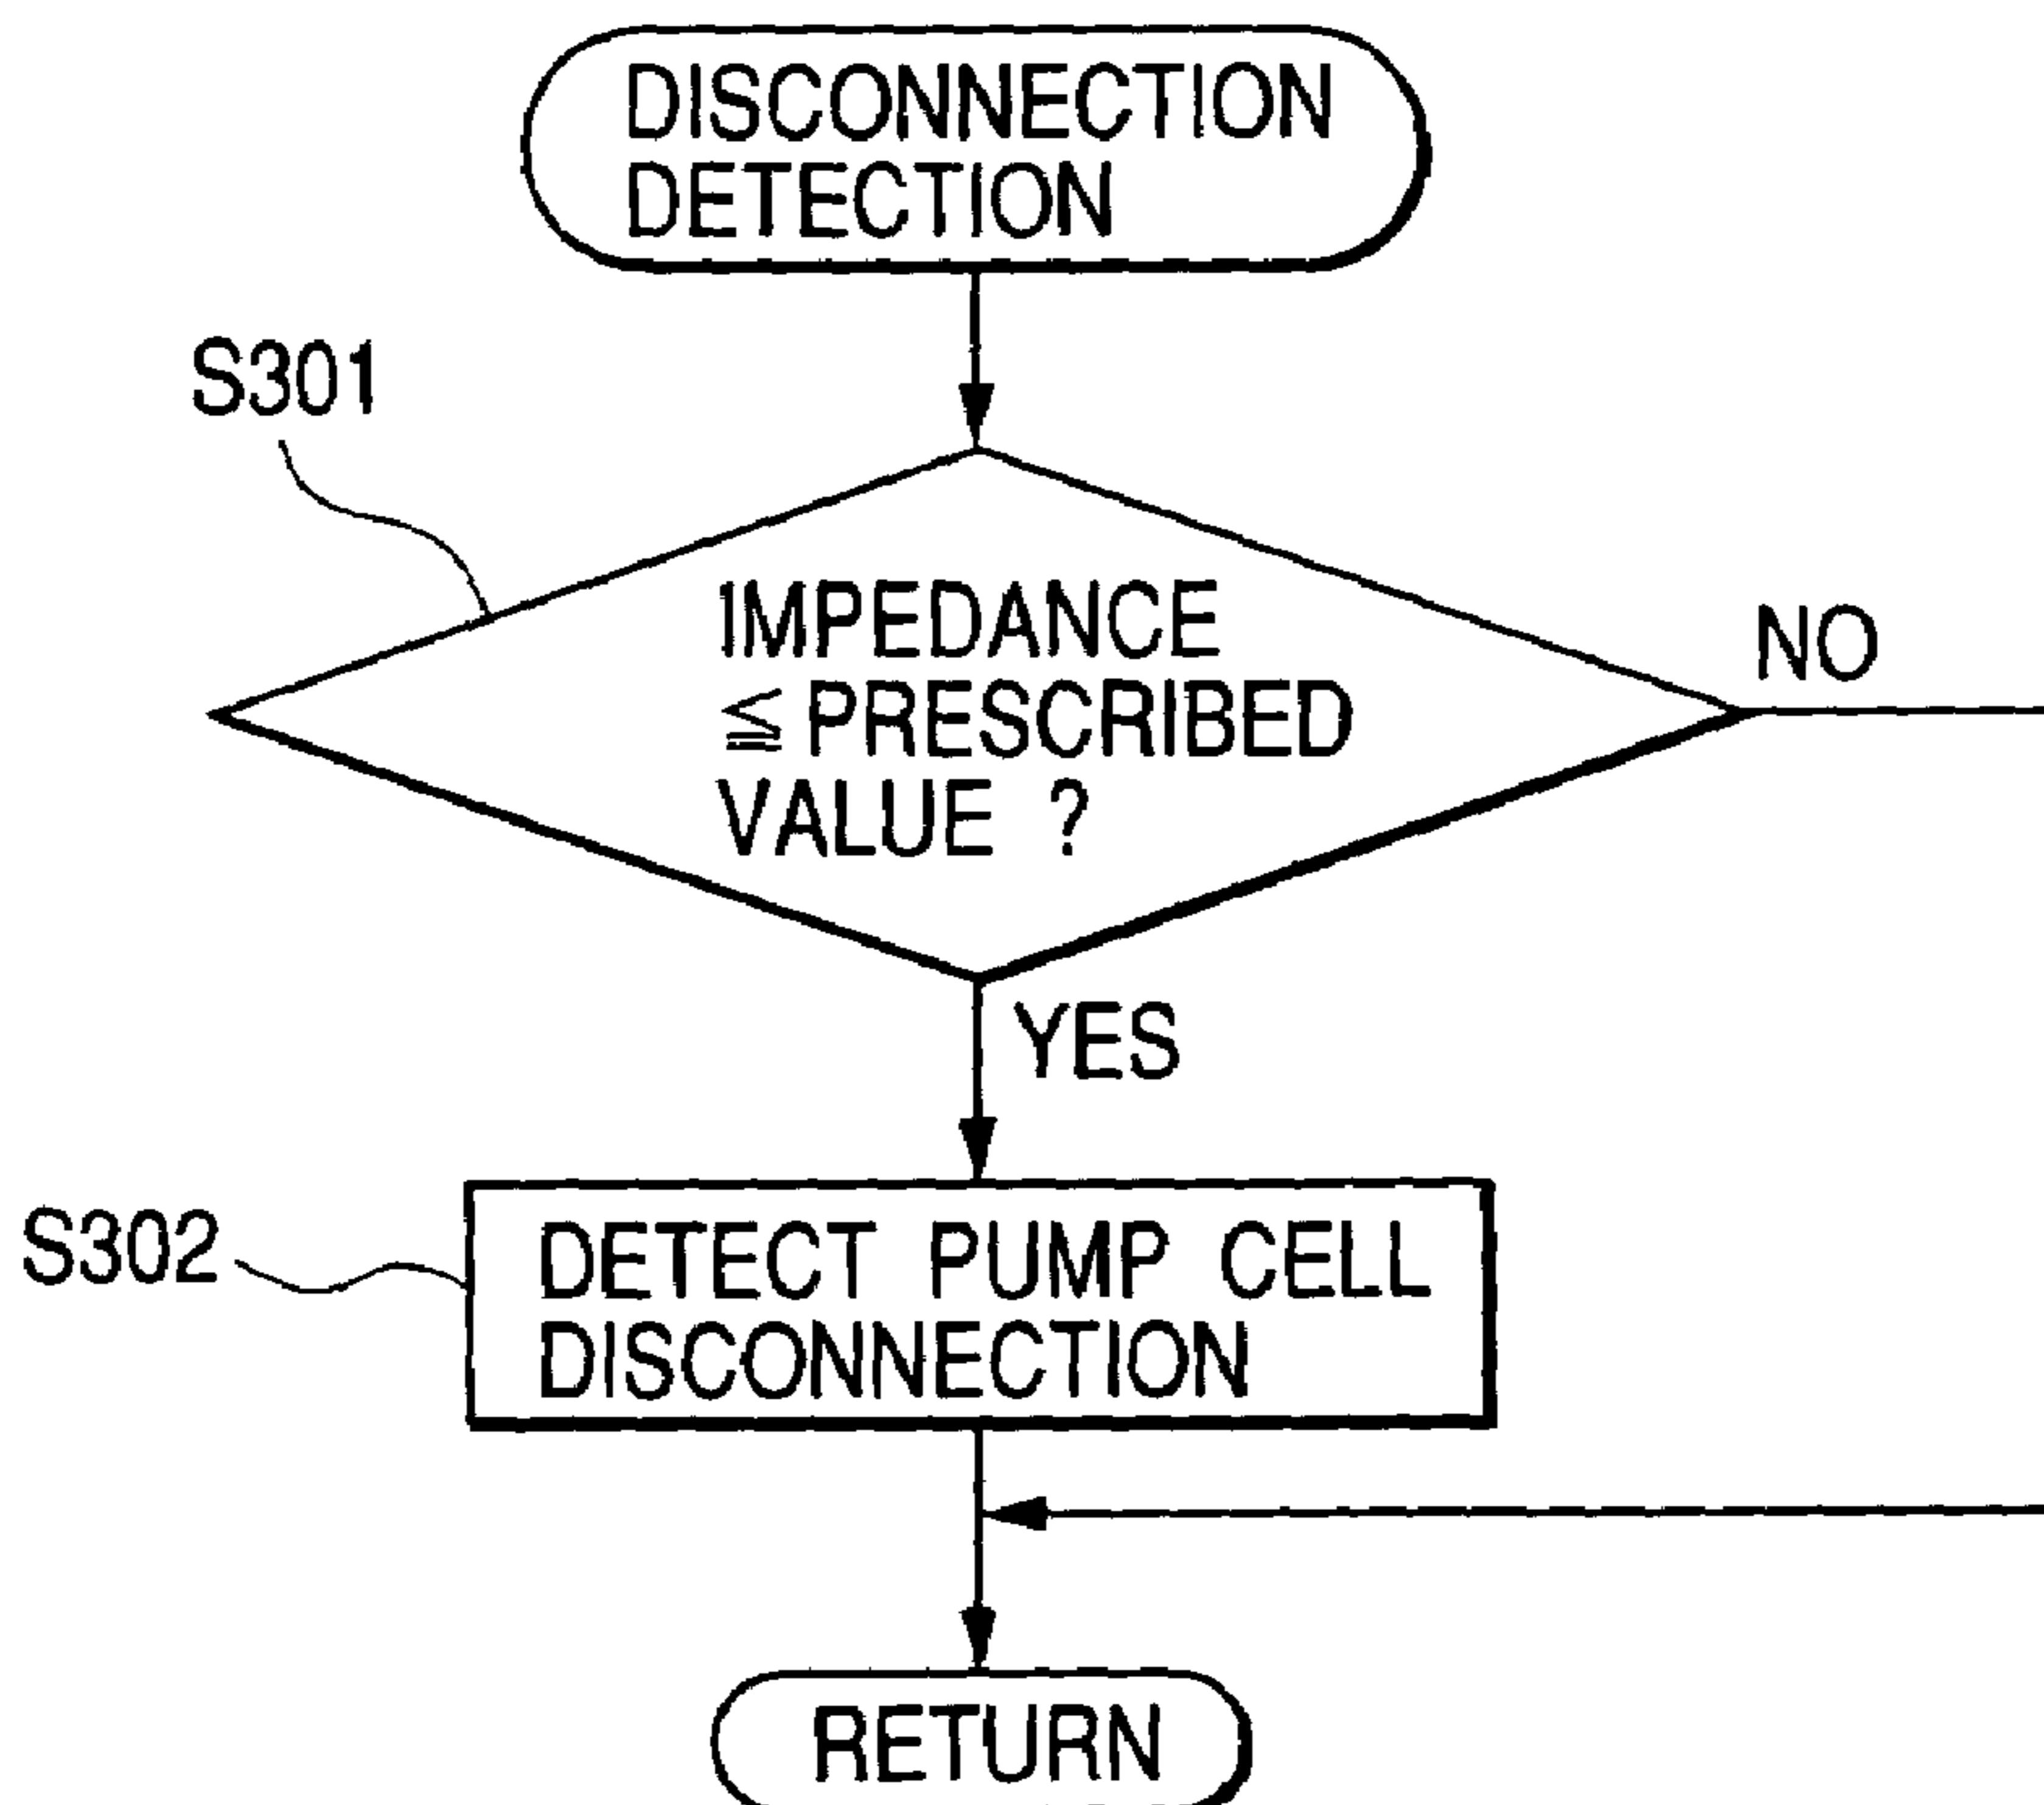 DISCONNECTION
DETECTION
S301
IMPEDANCE
≦ PRESCRIBED
VALUE ?
NO
YES
S302
DETECT PUMP CELL
DISCONNECTION
RETURN